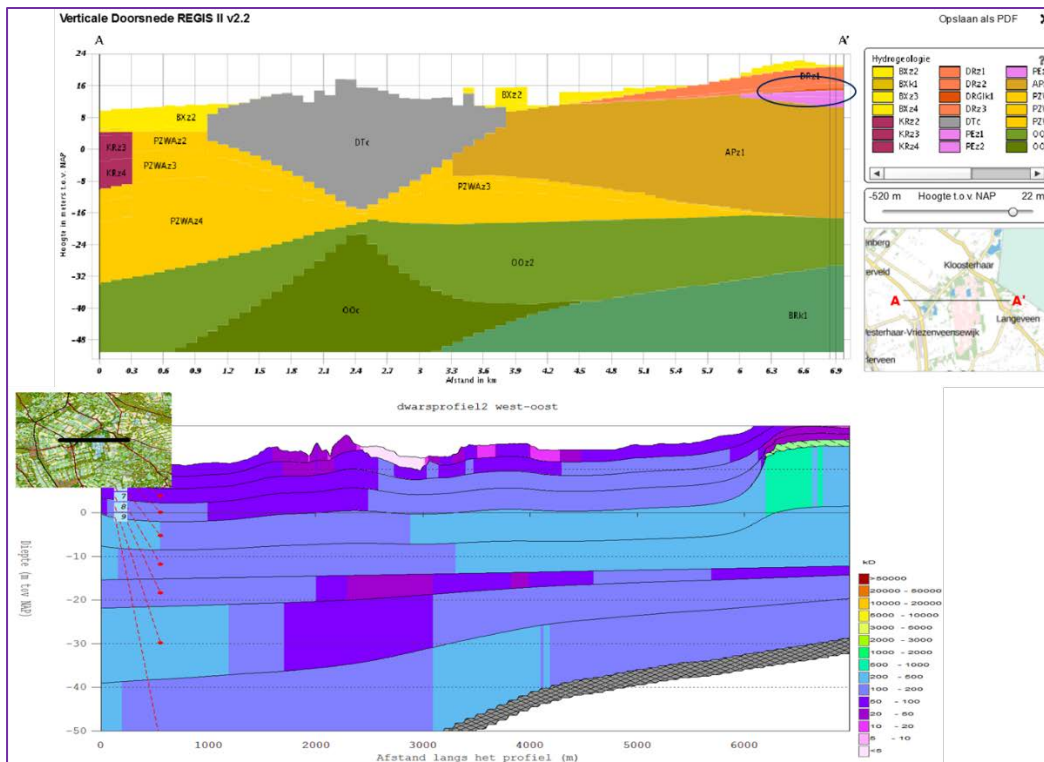 Verticale Doorsnede REGIS II v2.2
Opslaan als PDF
A
A'
Hoogte in meters t.o.v. NAP
24
16
8
0
-8
-16
-24
-32
-40
-48
BXz2
KRz3
KRz4
PZWAz2
PZWAz3
PZWAz4
DTc
BXz2
PZWAz3
DRz1
APz1
OOz2
OOc
BRk1
0 0.3 0.6 0.9 1.2 1.5 1.8 2.1 2.4 2.7 3 3.3 3.6 3.9 4.2 4.5 4.8 5.1 5.4 5.7 6 6.3 6.6 6.9
Afstand in km
Hydrogeologie
BXz2 DRz1
BXk1 DRz2
BXz3 DRGIk1
BXz4 DRz3
KRz2 DTc
KRz3 PEz1
KRz4 PEz2
-520 m Hoogte t.o.v. NAP 22 m
Kloosterhaar
A A'
Langeveen
esterhaar-Vriezenveensewijk
dwarsprofiel2 west-oost
7
8
9
Diepte (m tov NAP)
0
-10
-20
-30
-40
-50
0 1000 2000 3000 4000 5000 6000
Afstand langs het profiel (m)
kD
>50000
20000 - 50000
10000 - 20000
5000 - 10000
3000 - 5000
2000 - 3000
1000 - 2000
500 - 1000
200 - 500
100 - 200
50 - 100
20 - 50
10 - 20
5 - 10
<5